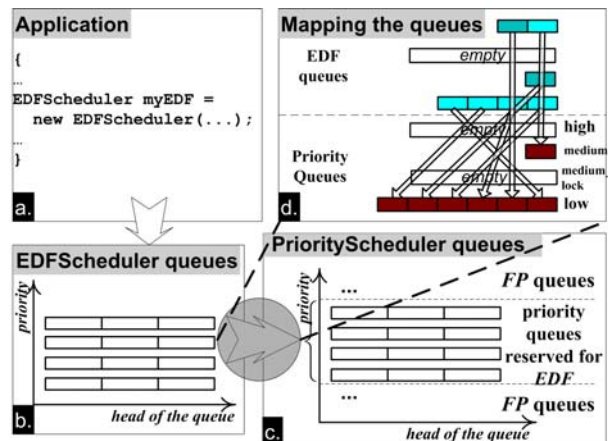 Application
{
...
EDFScheduler myEDF =
new EDFScheduler(...);
...
}
a.
Mapping the queues
EDF
queues
empty
Priority
Queues
empty
high
medium
empty
medium_
lock
low
d.
EDFScheduler queues
priority
head of the queue
b.
PriorityScheduler queues
priority
...
FP queues
priority
queues
reserved for
EDF
...
FP queues
head of the queue
c.